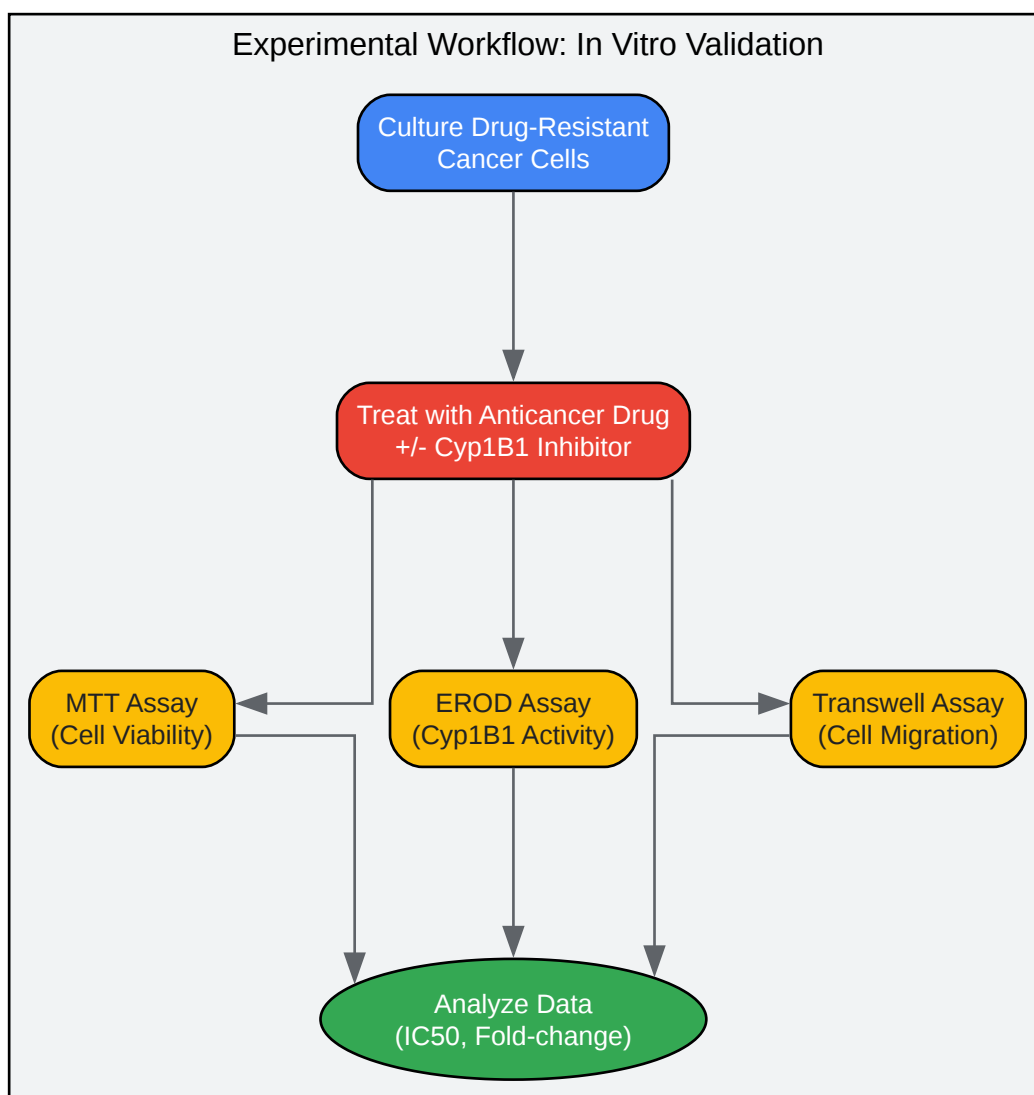 Experimental Workflow: In Vitro Validation
Culture Drug-Resistant
Cancer Cells
Treat with Anticancer Drug
+/- Cyp1B1 Inhibitor
MTT Assay
(Cell Viability)
EROD Assay
(Cyp1B1 Activity)
Transwell Assay
(Cell Migration)
Analyze Data
(IC50, Fold-change)